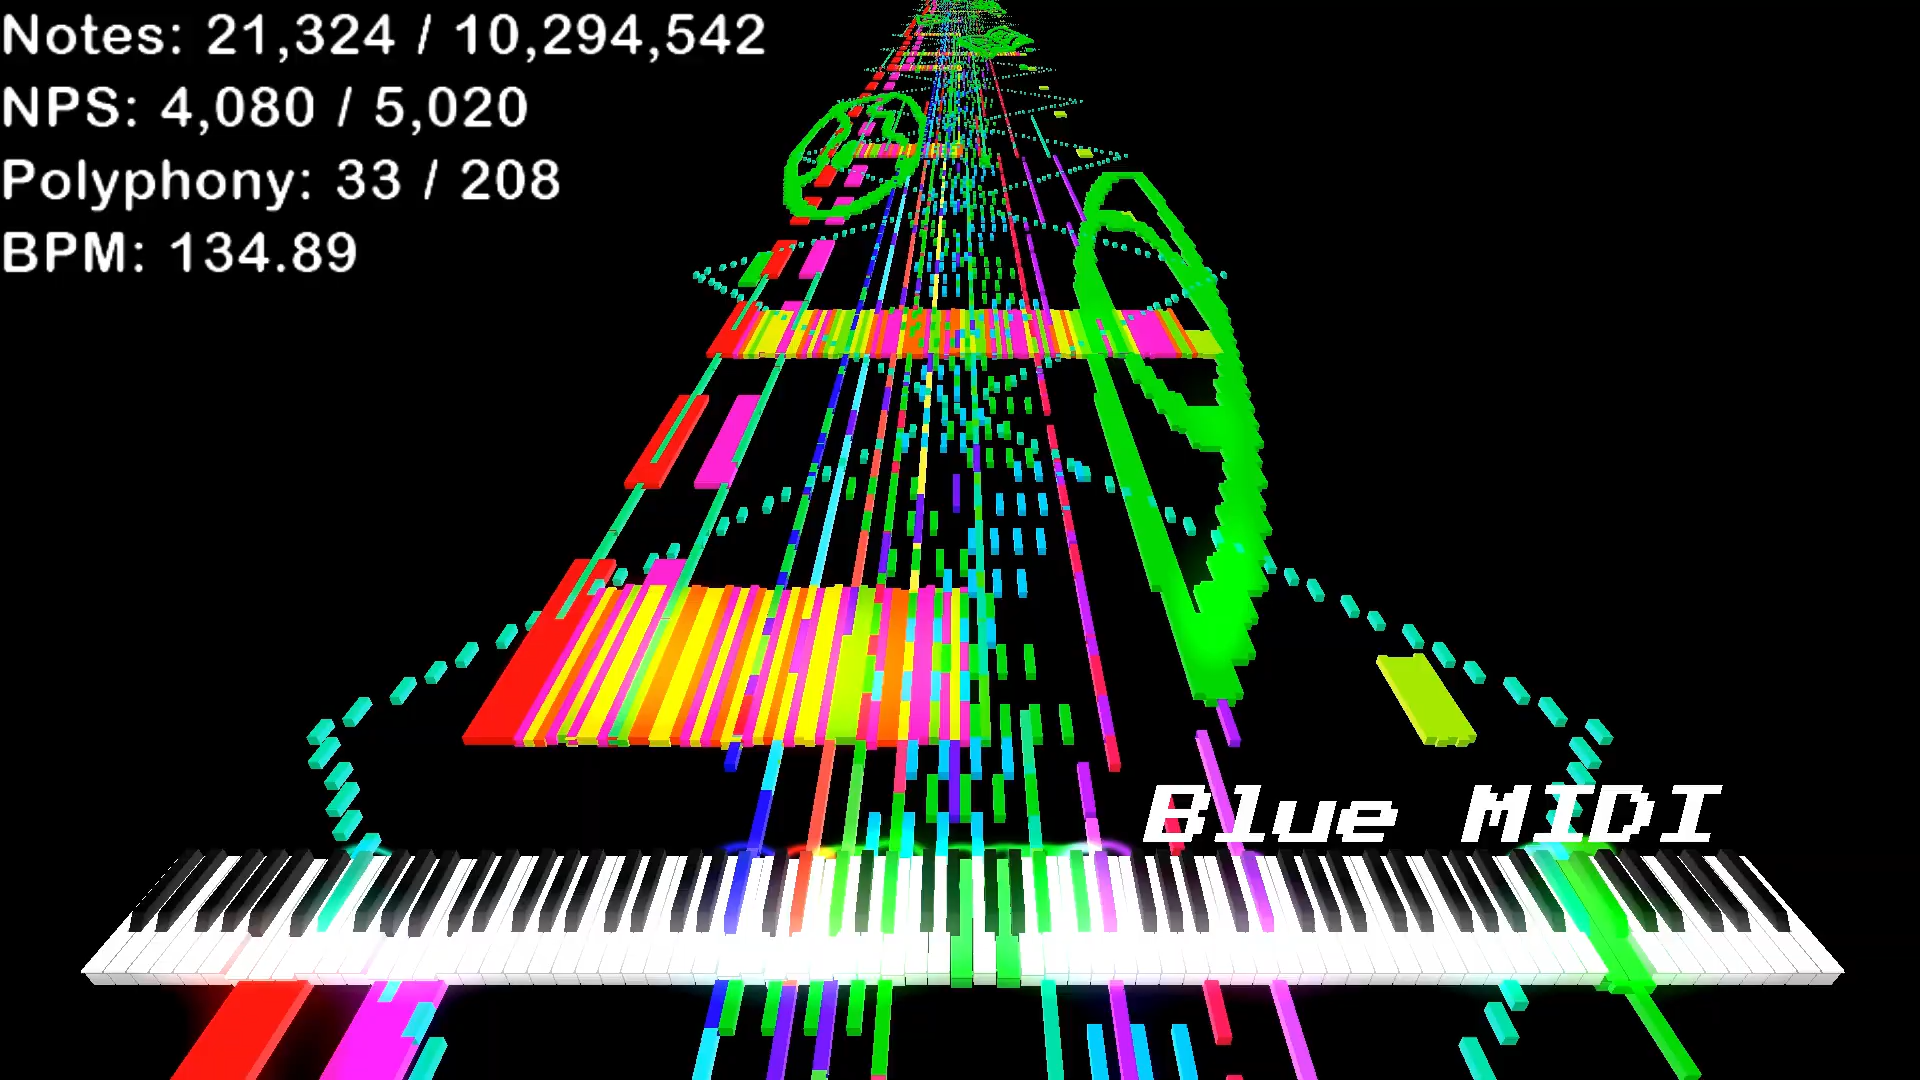 Notes: 21,324 / 10,294,542
NPS: 4,080 / 5,020
Polyphony: 33 / 208
BPM: 134.89
Blue MIDI